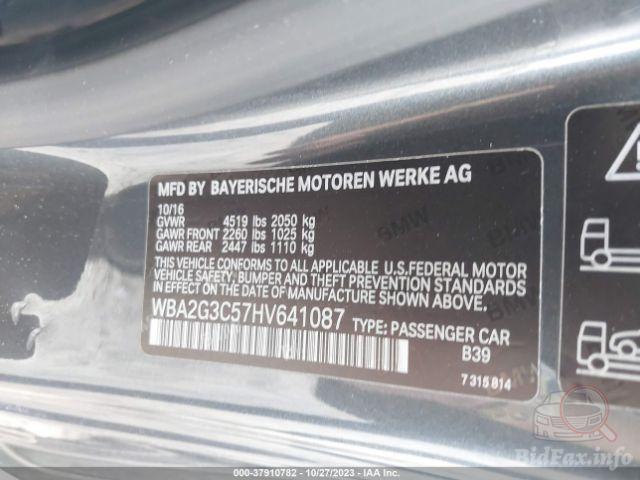 MFD BY BAYERISCHE MOTOREN WERKE AG
10/16
GVWR 4519 lbs 2050 kg
GAWR FRONT 2260 lbs 1025 kg
GAWR REAR 2447 lbs 1110 kg
THIS VEHICLE CONFORMS TO ALL APPLICABLE U.S.FEDERAL MOTOR
VEHICLE SAFETY, BUMPER AND THEFT PREVENTION STANDARDS
IN EFFECT ON THE DATE OF MANUFACTURE SHOWN ABOVE.
WBA2G3C57HV641087 TYPE: PASSENGER CAR
B39
7 315 814
BidFax.info
000-37910782 - 10/27/2023 - IAA Inc.